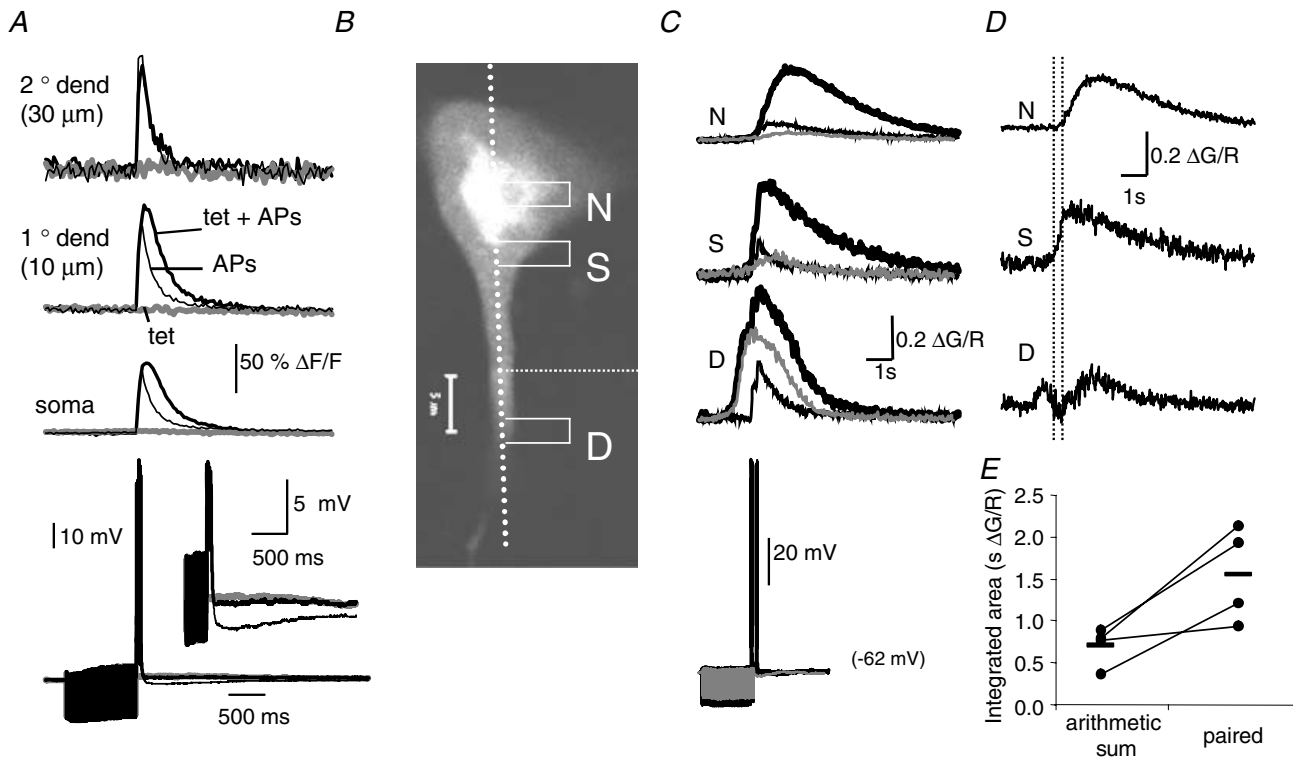 A
2 ° dend
(30 µm)
tet + APs
1 ° dend
(10 µm)
APs
tet
50 % ΔF/F
soma
10 mV
5 mV
500 ms
500 ms
B
N
S
D
C
N
S
D
0.2 ΔG/R
1s
20 mV
(-62 mV)
D
N
0.2 ΔG/R
1s
S
D
E
Integrated area (s ΔG/R)
2.5
2.0
1.5
1.0
0.5
0.0
arithmetic
sum
paired